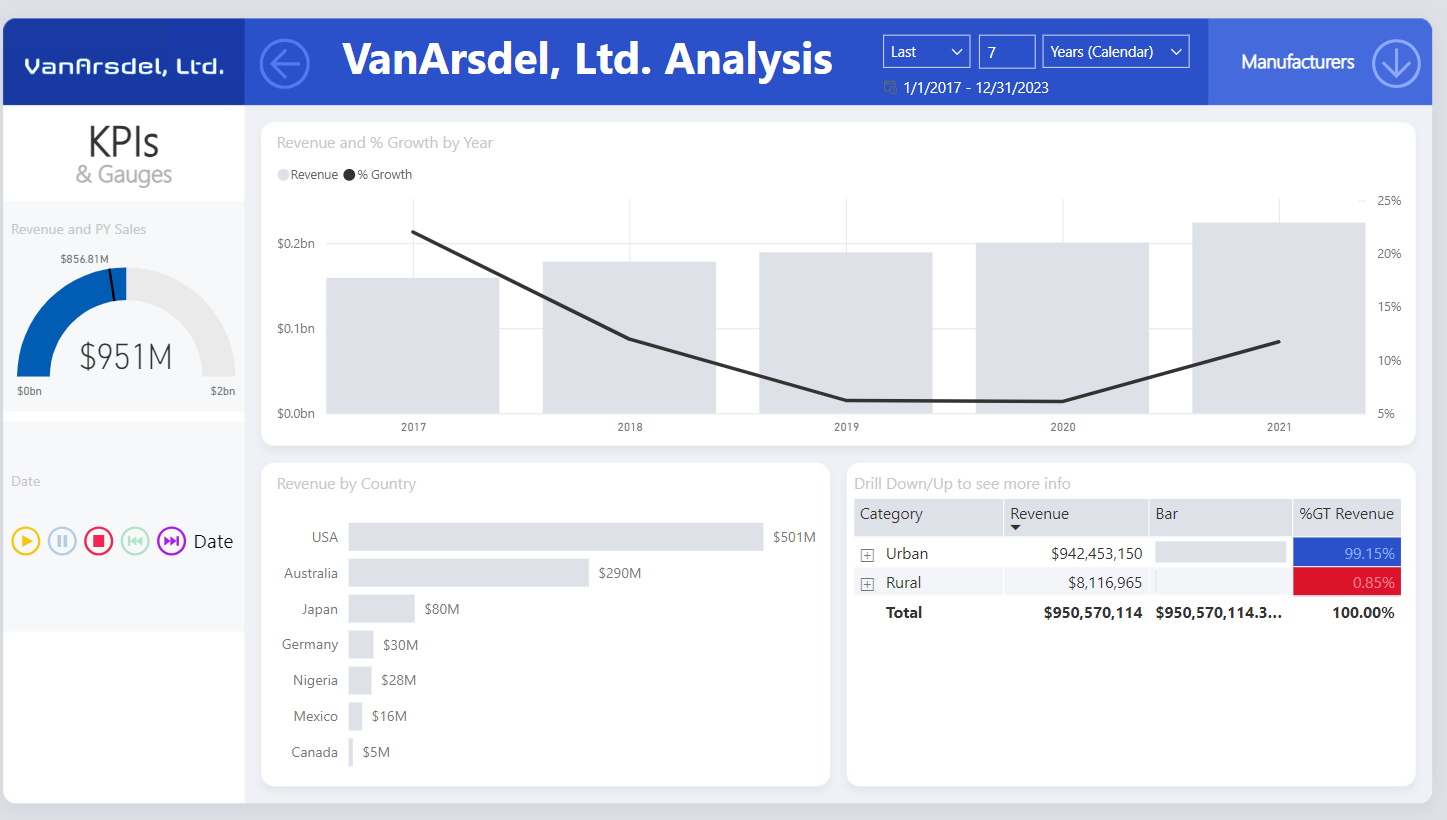 VanArsdel, Ltd.
VanArsdel, Ltd. Analysis
Last
7
Years (Calendar)
1/1/2017 - 12/31/2023
Manufacturers
KPIs
& Gauges
Revenue and PY Sales
$856.81M
$951M
$0bn
$2bn
Date
Date
Revenue and % Growth by Year
Revenue
% Growth
$0.2bn
$0.1bn
$0.0bn
25%
20%
15%
10%
5%
2017 2018 2019 2020 2021
Revenue by Country
USA $501M
Australia $290M
Japan $80M
Germany $30M
Nigeria $28M
Mexico $16M
Canada $5M
Drill Down/Up to see more info
Category Revenue Bar %GT Revenue
Urban $942,453,150 99.15%
Rural $8,116,965 0.85%
Total $950,570,114 $950,570,114.3... 100.00%